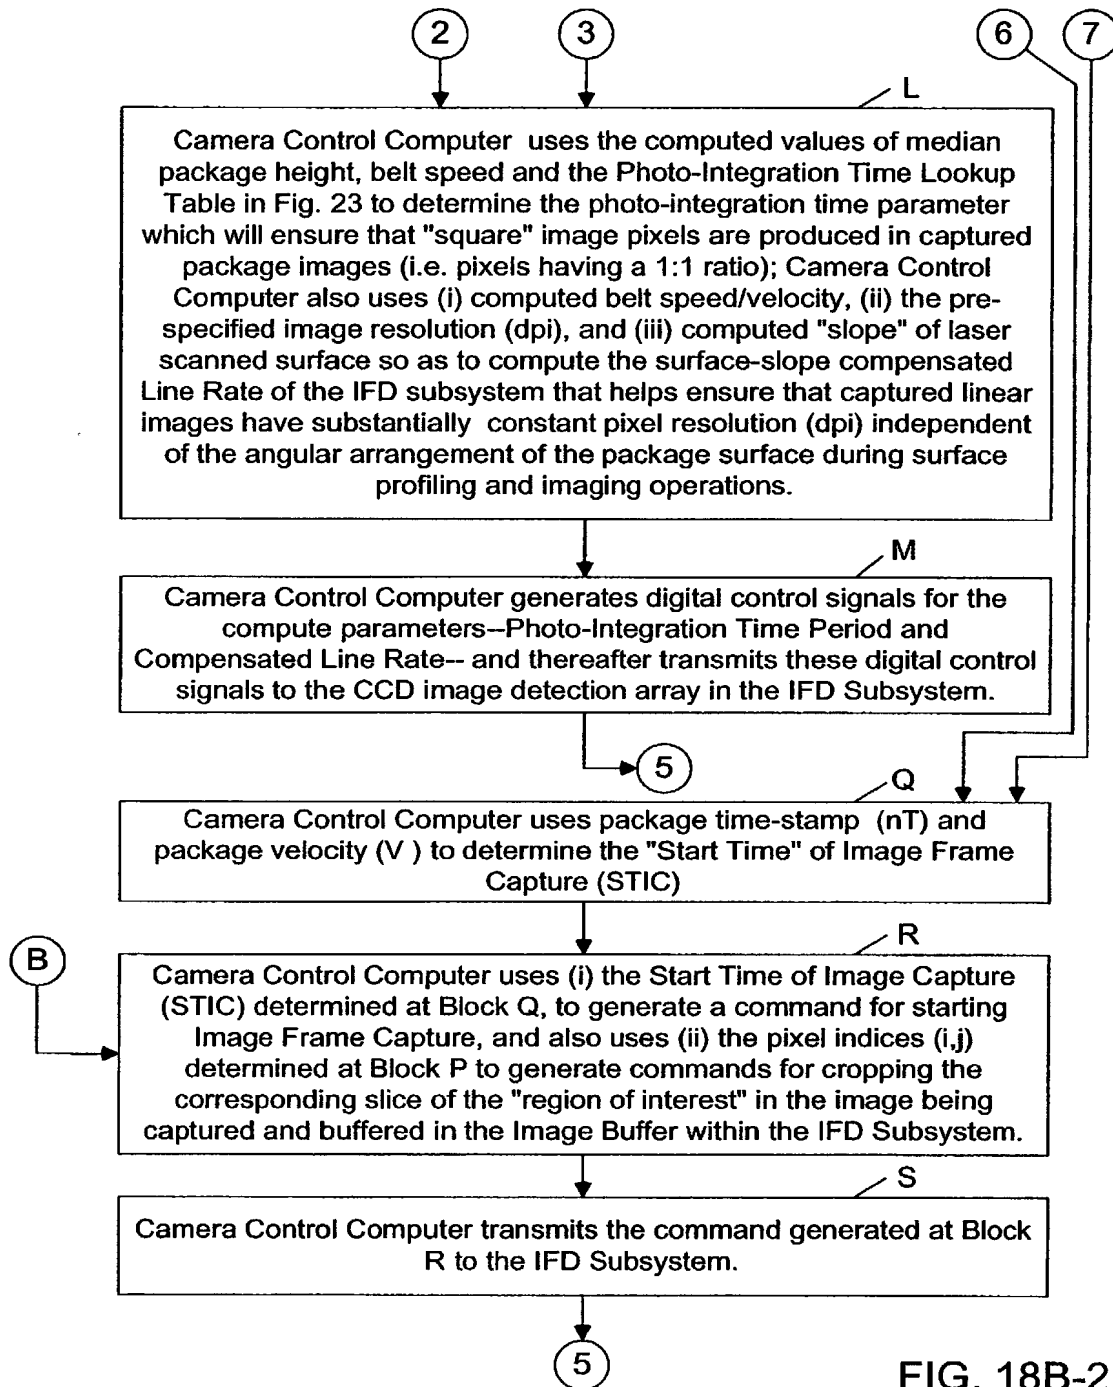 2 3 6 7
L
Camera Control Computer uses the computed values of median
package height, belt speed and the Photo-Integration Time Lookup
Table in Fig. 23 to determine the photo-integration time parameter
which will ensure that "square" image pixels are produced in captured
package images (i.e. pixels having a 1:1 ratio); Camera Control
Computer also uses (i) computed belt speed/velocity, (ii) the pre-
specified image resolution (dpi), and (iii) computed "slope" of laser
scanned surface so as to compute the surface-slope compensated
Line Rate of the IFD subsystem that helps ensure that captured linear
images have substantially constant pixel resolution (dpi) independent
of the angular arrangement of the package surface during surface
profiling and imaging operations.
M
Camera Control Computer generates digital control signals for the
compute parameters--Photo-Integration Time Period and
Compensated Line Rate-- and thereafter transmits these digital control
signals to the CCD image detection array in the IFD Subsystem.
5
Q
Camera Control Computer uses package time-stamp (nT) and
package velocity (V ) to determine the "Start Time" of Image Frame
Capture (STIC)
R
B
Camera Control Computer uses (i) the Start Time of Image Capture
(STIC) determined at Block Q, to generate a command for starting
Image Frame Capture, and also uses (ii) the pixel indices (i,j)
determined at Block P to generate commands for cropping the
corresponding slice of the "region of interest" in the image being
captured and buffered in the Image Buffer within the IFD Subsystem.
S
Camera Control Computer transmits the command generated at Block
R to the IFD Subsystem.
5
FIG. 18B-2